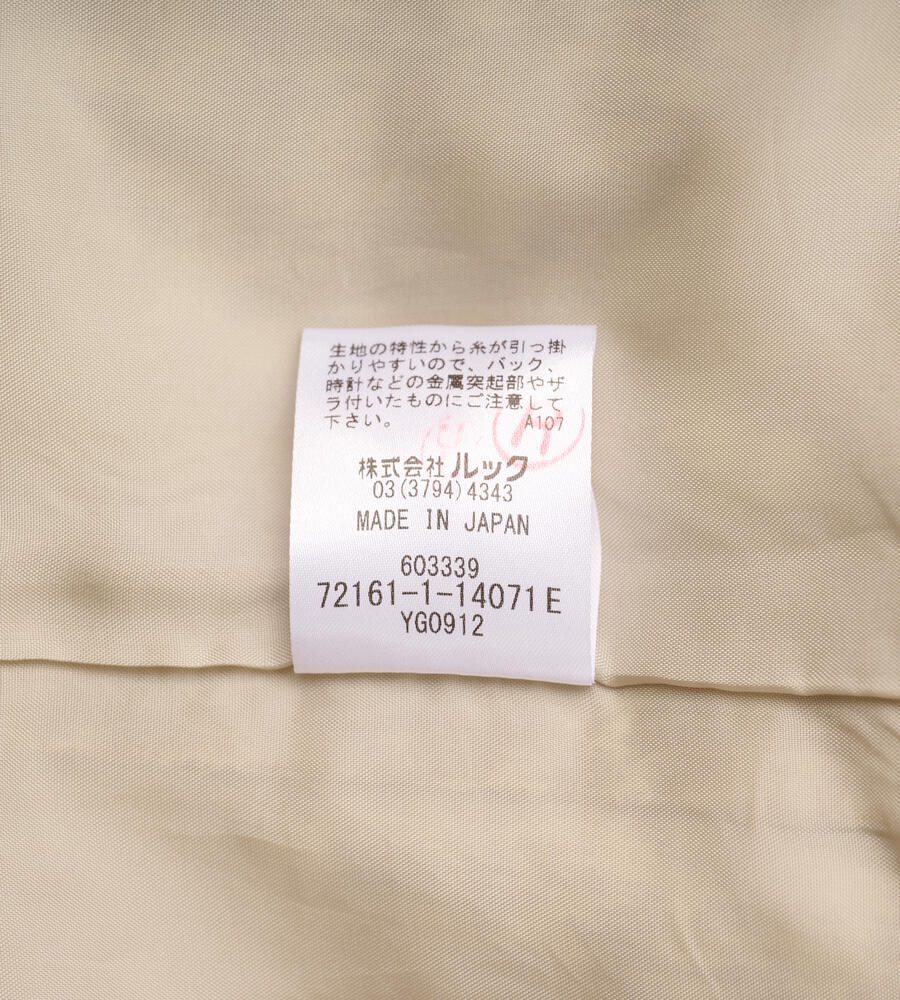 生地の特性から糸が引っ掛
かりやすいので、バック、
時計などの金属突起部やザ
ラ付いたものにご注意して
下さい。 A107
株式会社 ルック
03(3794)4343
MADE IN JAPAN
603339
72161-1-14071E
YG0912